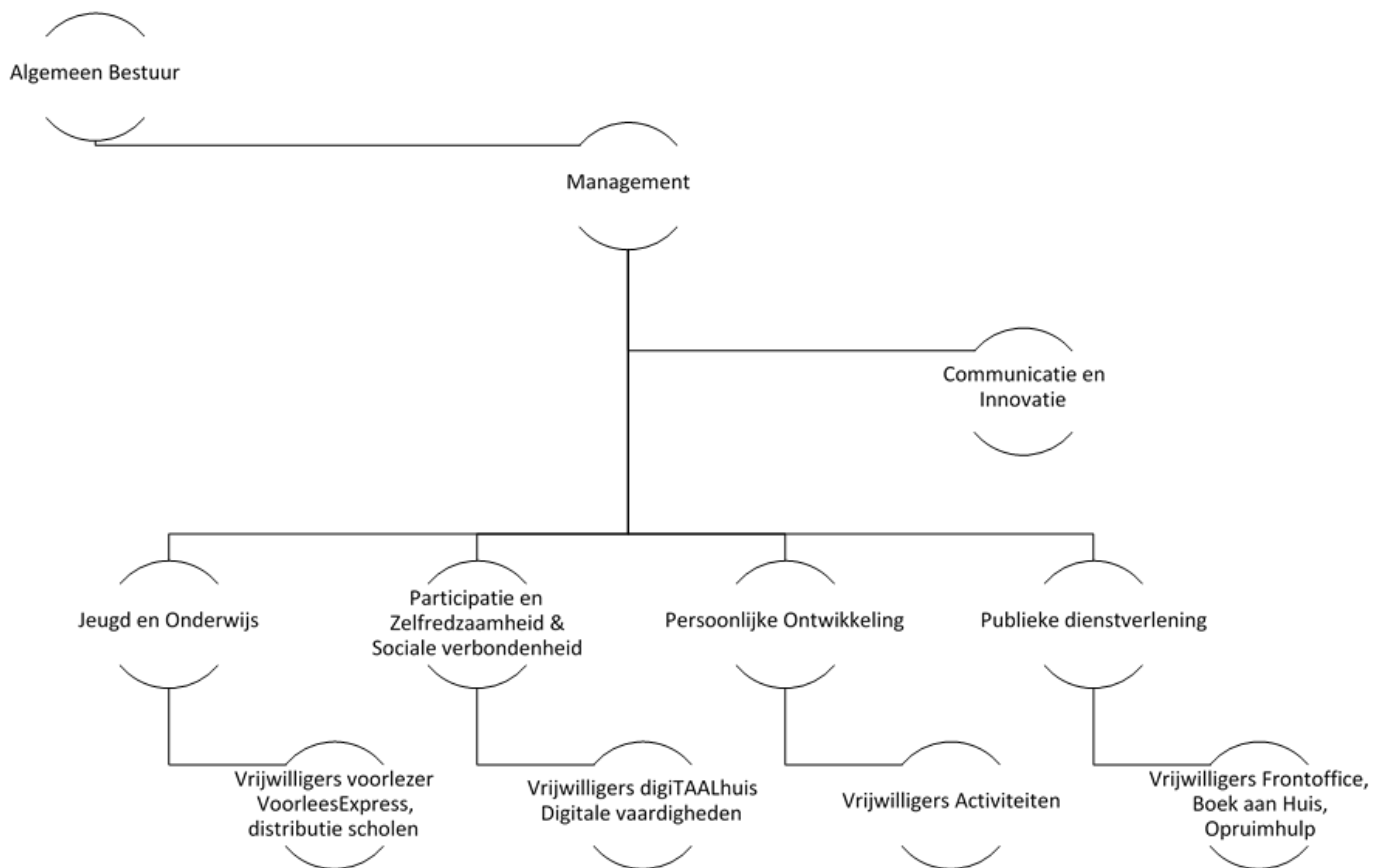 Algemeen Bestuur
Management
Communicatie en
Innovatie
Jeugd en Onderwijs
Participatie en
Zelfredzaamheid &
Sociale verbondenheid
Persoonlijke Ontwikkeling
Publieke dienstverlening
Vrijwilligers voorlezer
VoorleesExpress,
distributie scholen
Vrijwilligers digiTAALhuis
Digitale vaardigheden
Vrijwilligers Activiteiten
Vrijwilligers Frontoffice,
Boek aan Huis,
Opruimhulp